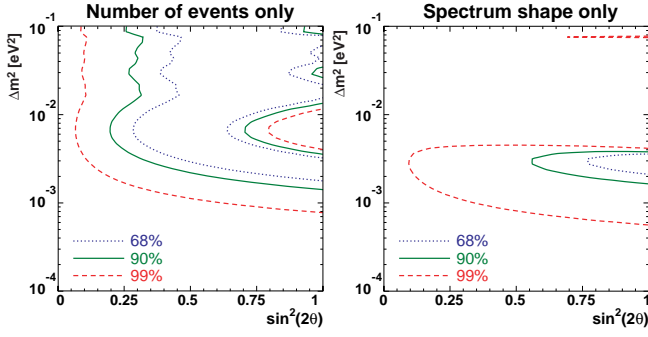 Number of events only
Δm² [eV²]
10⁻¹
10⁻²
10⁻³
10⁻⁴
68%
90%
99%
0 0.25 0.5 0.75 1
sin²(2θ)
Spectrum shape only
Δm² [eV²]
10⁻¹
10⁻²
10⁻³
10⁻⁴
68%
90%
99%
0 0.25 0.5 0.75 1
sin²(2θ)